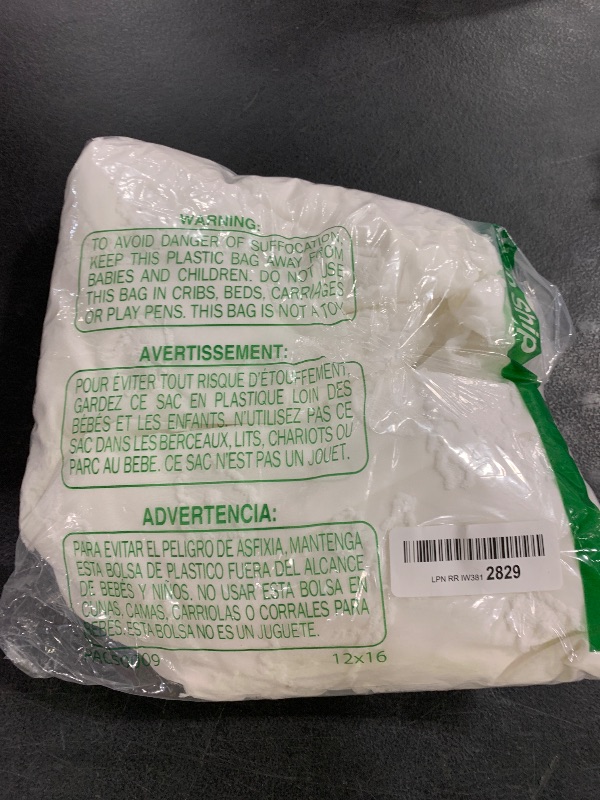 WARNING:
TO AVOID DANGER OF SUFFOCATION,
KEEP THIS PLASTIC BAG AWAY FROM
BABIES AND CHILDREN. DO NOT USE
THIS BAG IN CRIBS, BEDS, CARRIAGES
OR PLAY PENS. THIS BAG IS NOT A TOY.
Ship
AVERTISSEMENT:
POUR ÉVITER TOUT RISQUE D'ÉTOUFFEMENT,
GARDEZ CE SAC EN PLASTIQUE LOIN DES
BÉBÉS ET LES ENFANTS. N'UTILISEZ PAS CE
SAC DANS LES BERCEAUX, LITS, CHARIOTS OU
PARC AU BEBE. CE SAC N'EST PAS UN JOUET.
ADVERTENCIA:
PARA EVITAR EL PELIGRO DE ASFIXIA, MANTENGA
ESTA BOLSA DE PLASTICO FUERA DEL ALCANCE
DE BEBES Y NIÑOS, NO USAR ESTA BOLSA EN
CUNAS, CAMAS, CARRIOLAS O CORRALES PARA
BEBES. ESTA BOLSA NO ES UN JUGUETE.
12x16
LPN RR IW381 2829